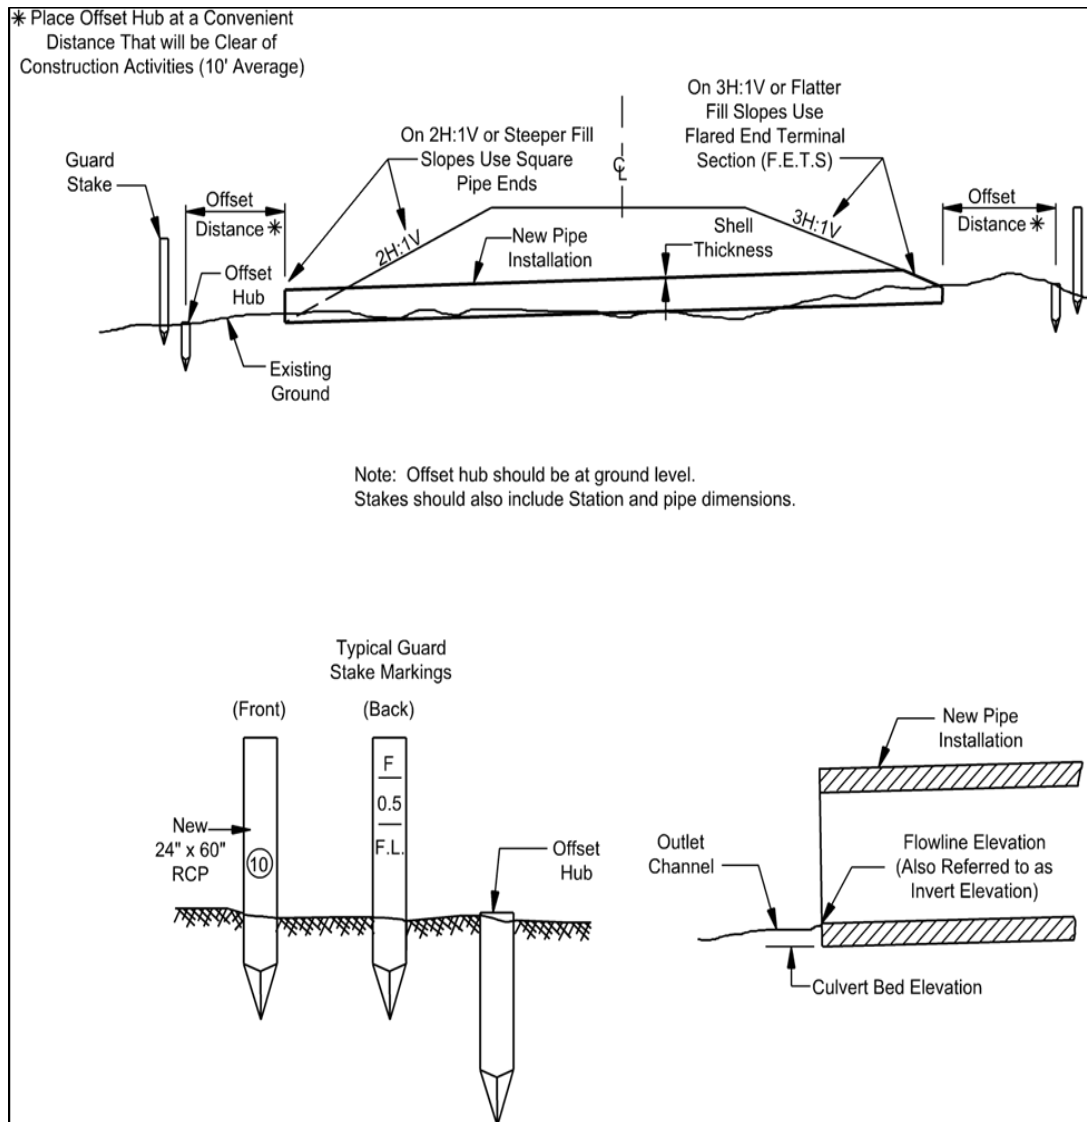 * Place Offset Hub at a Convenient
Distance That will be Clear of
Construction Activities (10' Average)
On 3H:1V or Flatter
Fill Slopes Use
Flared End Terminal
Section (F.E.T.S)
On 2H:1V or Steeper Fill
Slopes Use Square
Pipe Ends
℄
Guard
Stake
Offset
Distance *
Offset
Distance *
2H:1V
New Pipe
Installation
Shell
Thickness
3H:1V
Offset
Hub
Existing
Ground
Note: Offset hub should be at ground level.
Stakes should also include Station and pipe dimensions.
Typical Guard
Stake Markings
(Front)
(Back)
New
24" x 60"
RCP
10
F
0.5
F.L.
Offset
Hub
New Pipe
Installation
Outlet
Channel
Flowline Elevation
(Also Referred to as
Invert Elevation)
Culvert Bed Elevation